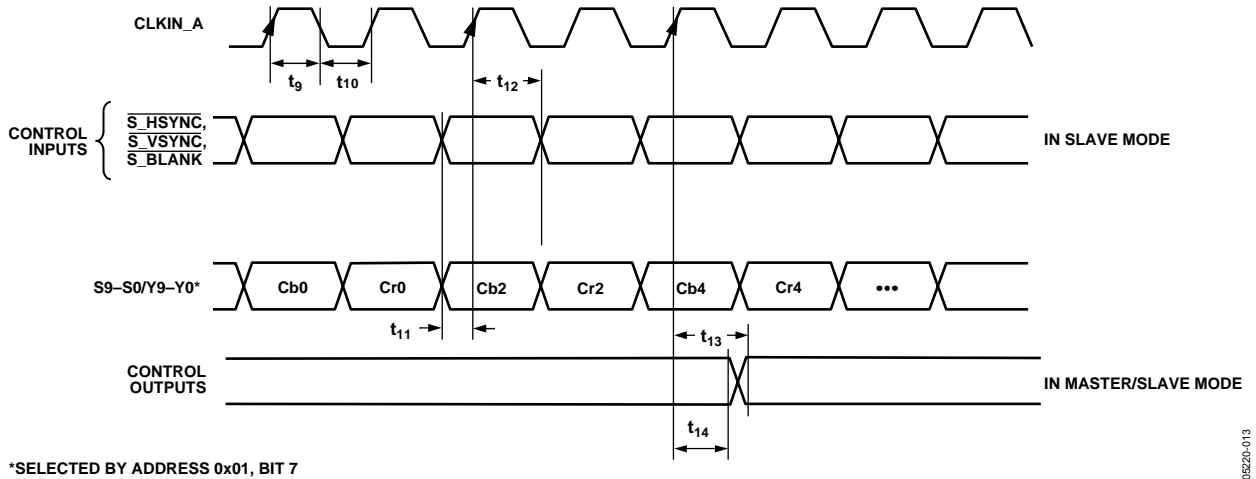 CLKIN_A
t9
t10
t12
CONTROL
INPUTS
S_HSYNC,
S_VSYNC,
S_BLANK
IN SLAVE MODE
S9–S0/Y9–Y0*
Cb0
Cr0
Cb2
Cr2
Cb4
Cr4
•••
t11
t13
CONTROL
OUTPUTS
IN MASTER/SLAVE MODE
t14
*SELECTED BY ADDRESS 0x01, BIT 7
05220-013